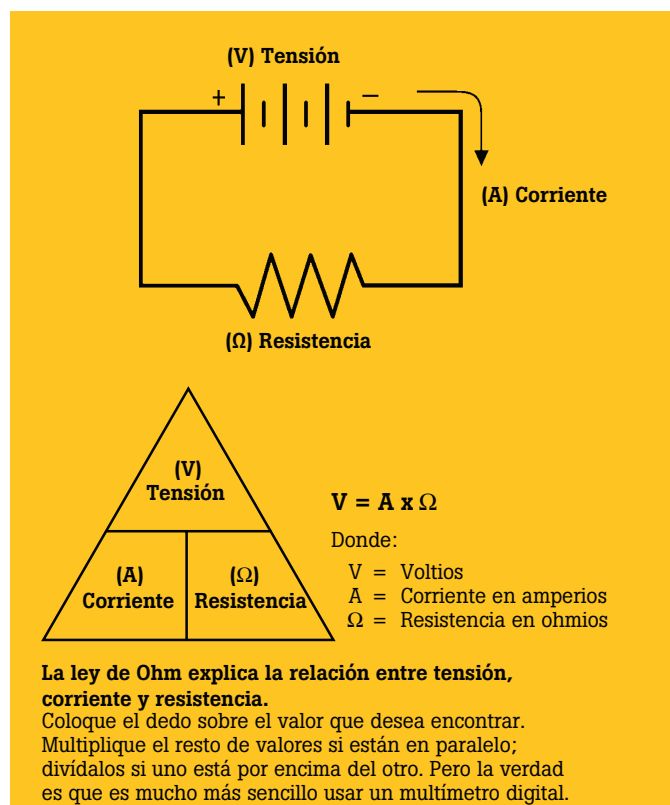 (V) Tensión
+ –
(A) Corriente
(Ω) Resistencia
(V)
Tensión
(A)
Corriente
(Ω)
Resistencia
V = A x Ω
Donde:
V = Voltios
A = Corriente en amperios
Ω = Resistencia en ohmios
La ley de Ohm explica la relación entre tensión,
corriente y resistencia.
Coloque el dedo sobre el valor que desea encontrar.
Multiplique el resto de valores si están en paralelo;
divídalos si uno está por encima del otro. Pero la verdad
es que es mucho más sencillo usar un multímetro digital.